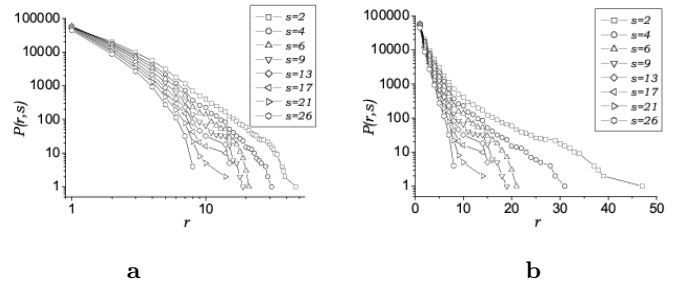 100000
10000
1000
100
10
1
P(r,s)
1
10
r
s=2
s=4
s=6
s=9
s=13
s=17
s=21
s=26
a
100000
10000
1000
100
10
1
P(r,s)
0
10
20
30
40
50
r
s=2
s=4
s=6
s=9
s=13
s=17
s=21
s=26
b